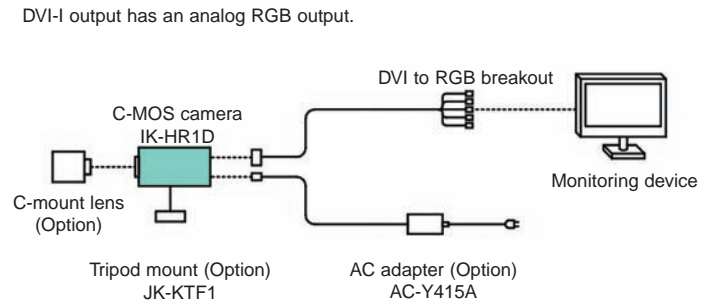 DVI-I output has an analog RGB output.
DVI to RGB breakout
C-MOS camera
IK-HR1D
Monitoring device
C-mount lens
(Option)
Tripod mount (Option)
JK-KTF1
AC adapter (Option)
AC-Y415A